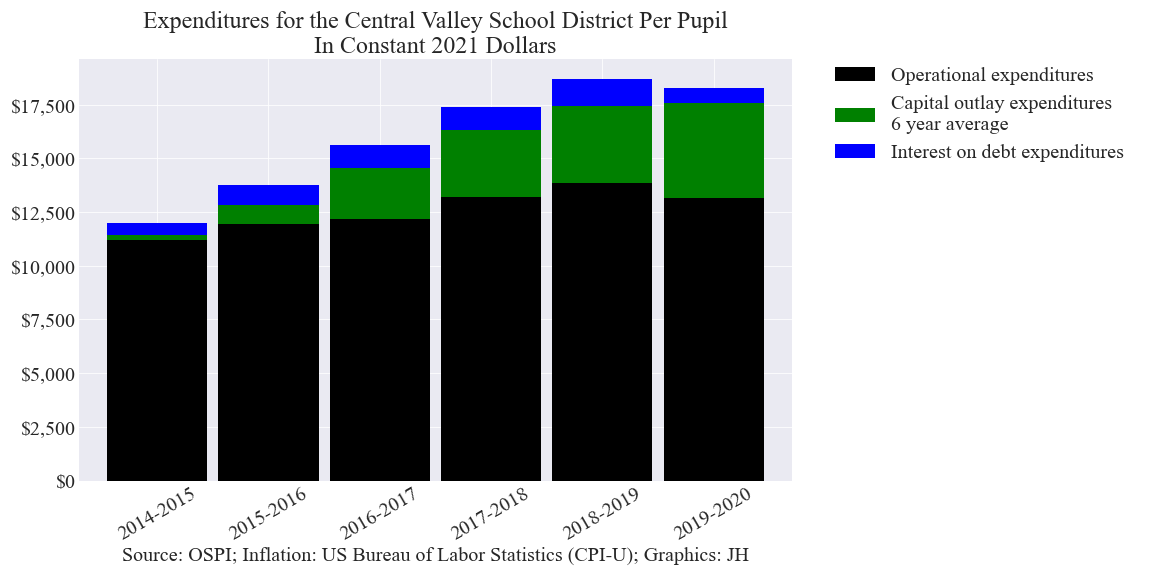 Expenditures for the Central Valley School District Per Pupil
In Constant 2021 Dollars
Operational expenditures
Capital outlay expenditures
6 year average
Interest on debt expenditures
$17,500
$15,000
$12,500
$10,000
$7,500
$5,000
$2,500
$0
2014-2015
2015-2016
2016-2017
2017-2018
2018-2019
2019-2020
Source: OSPI; Inflation: US Bureau of Labor Statistics (CPI-U); Graphics: JH